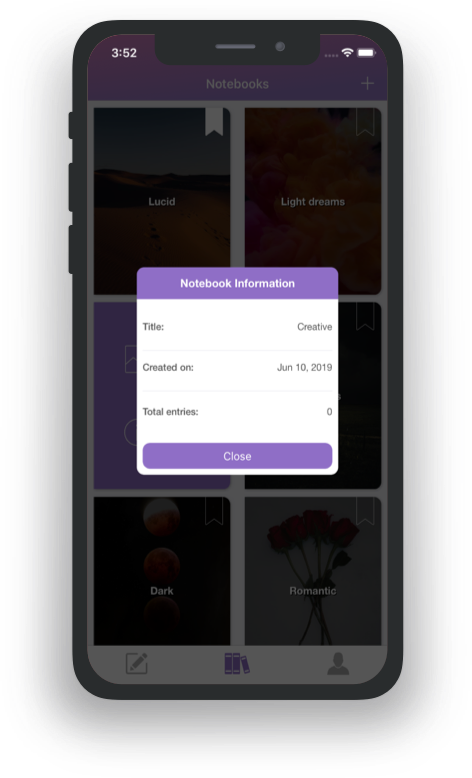 3:52
Notebooks
Lucid
Light dreams
Notebook Information
Title: Creative
Created on: Jun 10, 2019
s
Total entries: 0
Close
Dark
Romantic